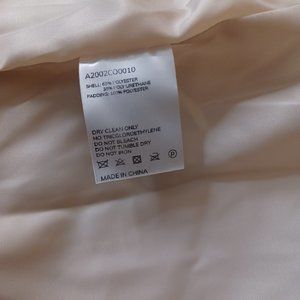 A2002CO0010
SHELL: 65% POLYESTER
35% POLYURETHANE
PADDING: 100% POLYESTER
DRY CLEAN ONLY
DO NOT BLEACH
DO NOT TUMBLE DRY
DO NOT IRON
P
MADE IN CHINA